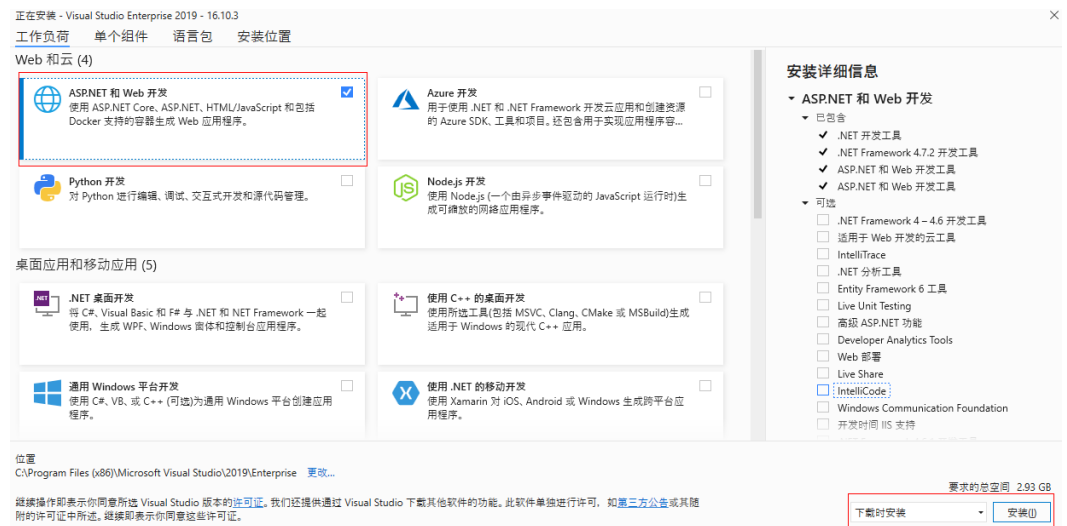 正在安装 - Visual Studio Enterprise 2019 - 16.10.3
工作负荷 单个组件 语言包 安装位置
Web 和云 (4)
ASP.NET 和 Web 开发
使用 ASP.NET Core、ASP.NET、HTML/JavaScript 和包括
Docker 支持的容器生成 Web 应用程序。
Azure 开发
用于使用 .NET 和 .NET Framework 开发云应用和创建资源
的 Azure SDK、工具和项目。还包含用于实现应用程序容...
Python 开发
对 Python 进行编辑、调试、交互式开发和源代码管理。
Node.js 开发
使用 Node.js (一个由异步事件驱动的 JavaScript 运行时)生
成可缩放的网络应用程序。
桌面应用和移动应用 (5)
.NET
.NET 桌面开发
将 C#、Visual Basic 和 F# 与 .NET 和 NET Framework 一起
使用，生成 WPF、Windows 窗体和控制台应用程序。
使用 C++ 的桌面开发
使用所选工具(包括 MSVC、Clang、CMake 或 MSBuild)生成
适用于 Windows 的现代 C++ 应用。
通用 Windows 平台开发
使用 C#、VB、或 C++ (可选)为通用 Windows 平台创建应用
程序。
使用 .NET 的移动开发
使用 Xamarin 对 iOS、Android 或 Windows 生成跨平台应
用程序。
安装详细信息
ASP.NET 和 Web 开发
已包含
.NET 开发工具
.NET Framework 4.7.2 开发工具
ASP.NET 和 Web 开发工具
ASP.NET 和 Web 开发工具
可选
.NET Framework 4 – 4.6 开发工具
适用于 Web 开发的云工具
IntelliTrace
.NET 分析工具
Entity Framework 6 工具
Live Unit Testing
高级 ASP.NET 功能
Developer Analytics Tools
Web 部署
Live Share
IntelliCode
Windows Communication Foundation
开发时间 IIS 支持
位置
C:\Program Files (x86)\Microsoft Visual Studio\2019\Enterprise 更改...
继续操作即表示你同意所选 Visual Studio 版本的许可证。我们还提供通过 Visual Studio 下载其他软件的功能。此软件单独进行许可，如第三方公告或其随
附的许可证中所述。继续即表示你同意这些许可证。
要求的总空间 2.93 GB
下载时安装 安装(I)